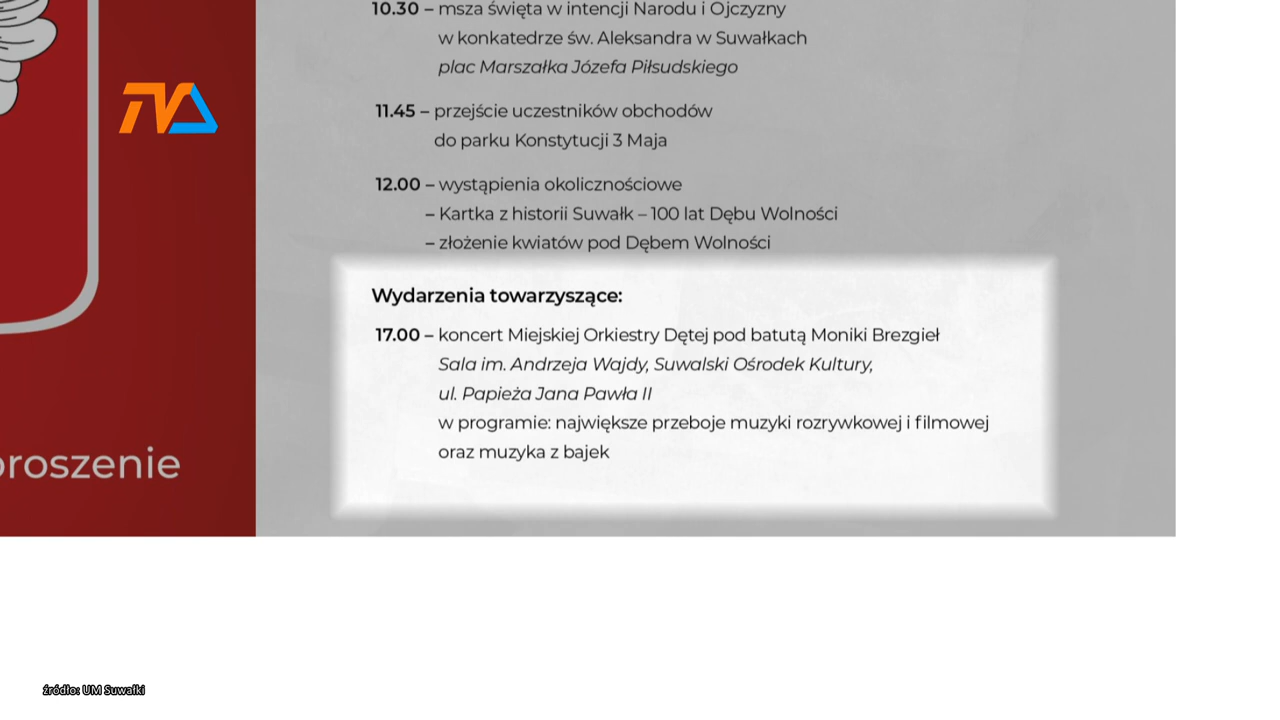 10.30 – msza święta w intencji Narodu i Ojczyzny
w konkatedrze św. Aleksandra w Suwałkach
plac Marszałka Józefa Piłsudskiego
11.45 – przejście uczestników obchodów
do parku Konstytucji 3 Maja
12.00 – wystąpienia okolicznościowe
– Kartka z historii Suwałk – 100 lat Dębu Wolności
– złożenie kwiatów pod Dębem Wolności
Wydarzenia towarzyszące:
17.00 – koncert Miejskiej Orkiestry Dętej pod batutą Moniki Brezgieł
Sala im. Andrzeja Wajdy, Suwalski Ośrodek Kultury,
ul. Papieża Jana Pawła II
w programie: największe przeboje muzyki rozrywkowej i filmowej
oraz muzyka z bajek
proszenie
źródło: UM Suwałki